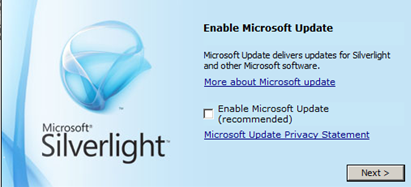 Enable Microsoft Update
Microsoft Update delivers updates for Silverlight
and other Microsoft software.
More about Microsoft update
Enable Microsoft Update
(recommended)
Microsoft Update Privacy Statement
Microsoft®
Silverlight™
Next >